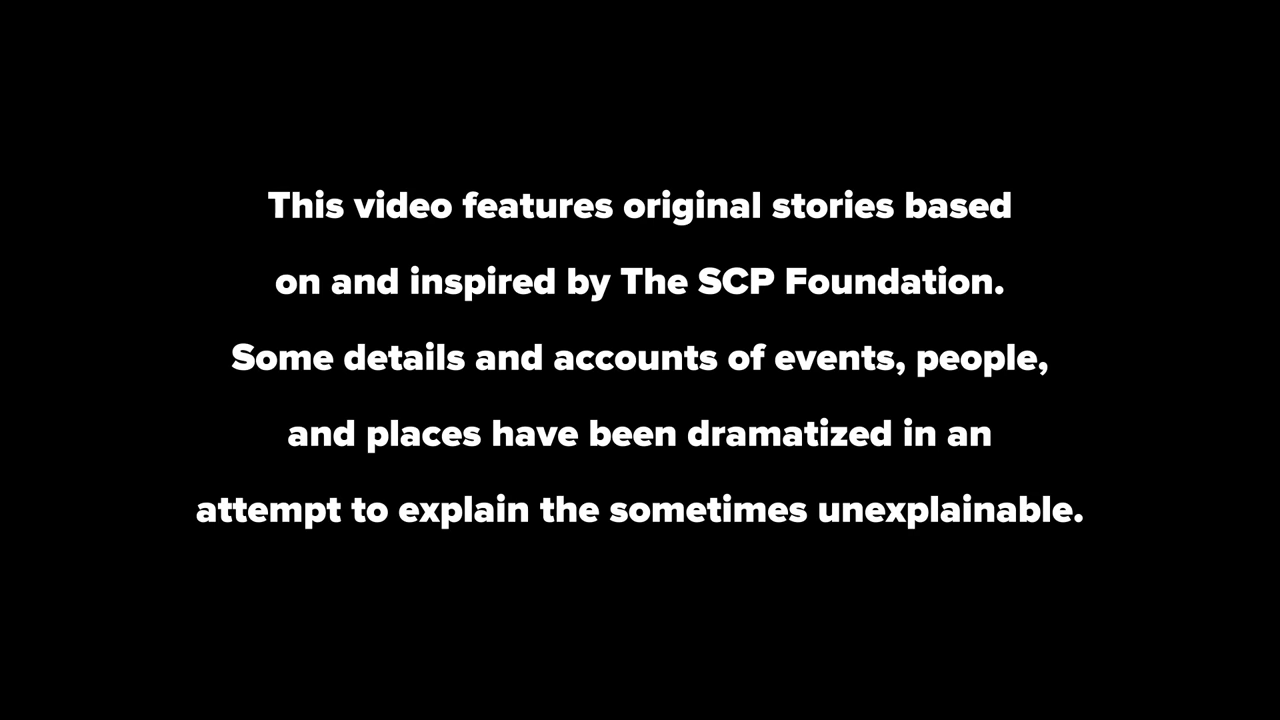 This video features original stories based
on and inspired by The SCP Foundation.
Some details and accounts of events, people,
and places have been dramatized in an
attempt to explain the sometimes unexplainable.